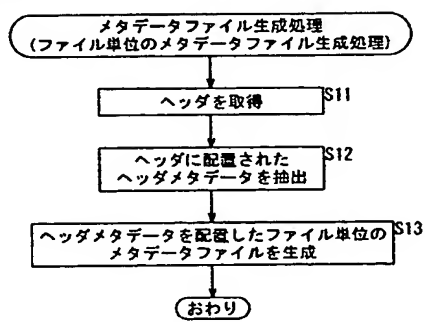 メタデータファイル生成処理
(ファイル単位のメタデータファイル生成処理)
S11
ヘッダを取得
S12
ヘッダに配置された
ヘッダメタデータを抽出
S13
ヘッダメタデータを配置したファイル単位の
メタデータファイルを生成
おわり